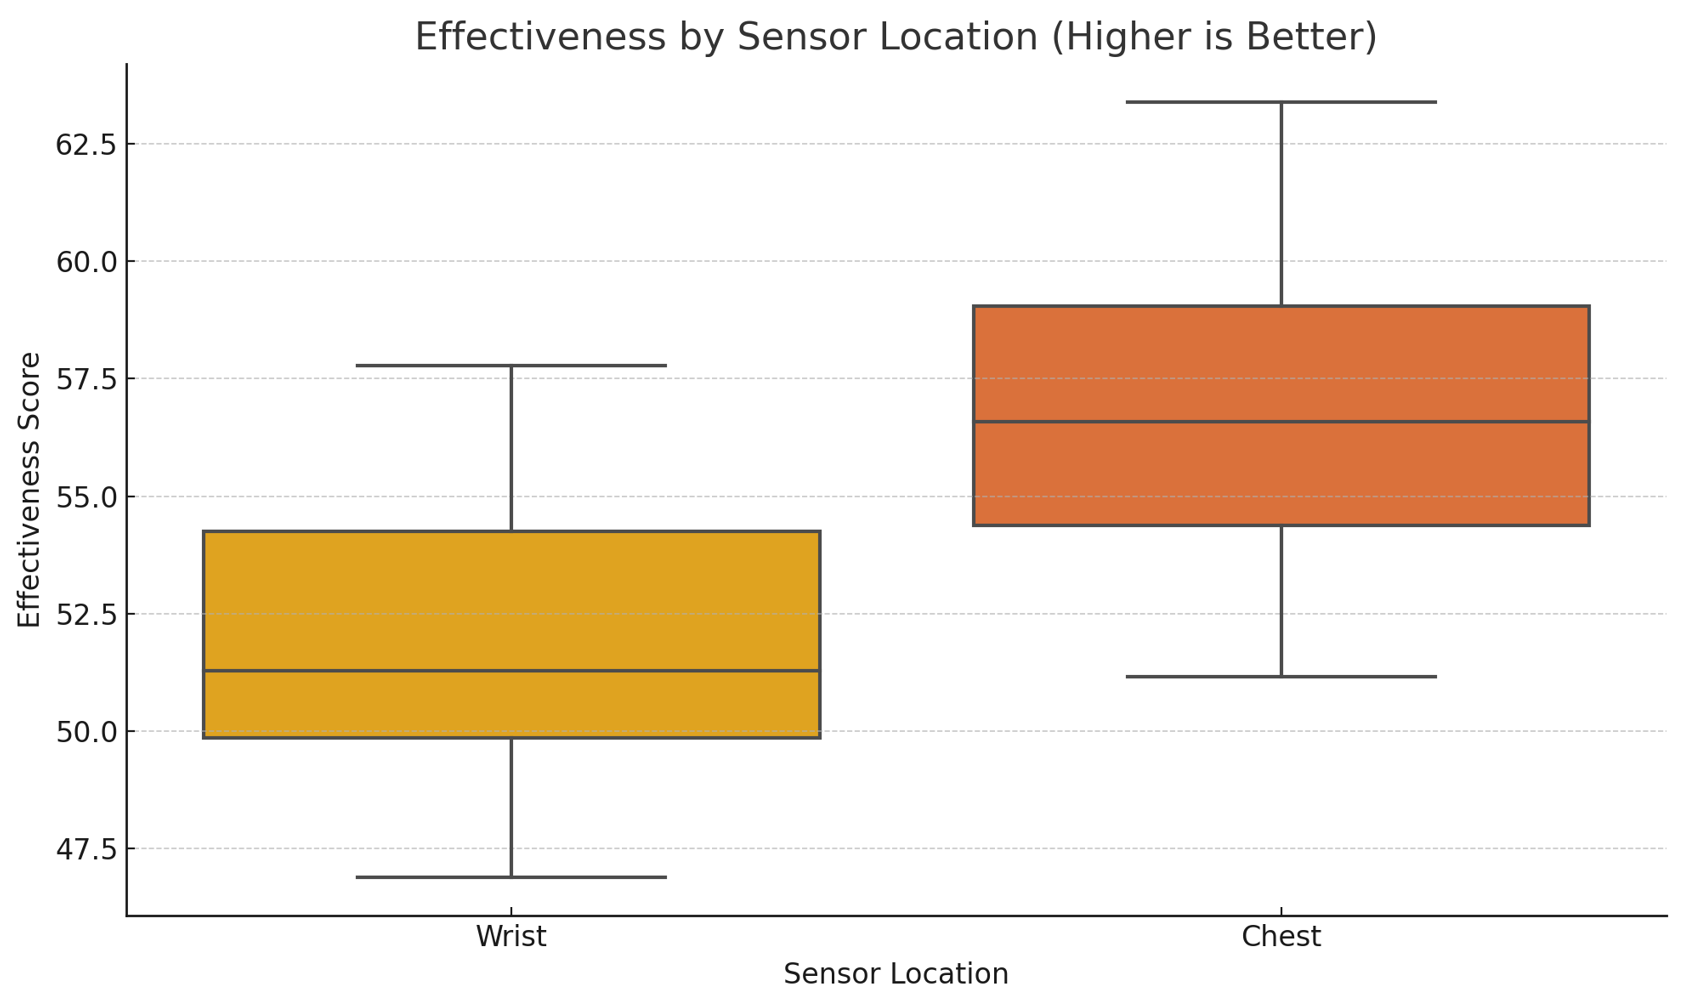 Effectiveness by Sensor Location (Higher is Better)
Effectiveness Score
62.5
60.0
57.5
55.0
52.5
50.0
47.5
Wrist
Chest
Sensor Location